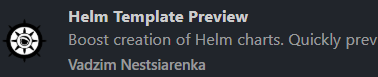 Helm Template Preview
Boost creation of Helm charts. Quickly prev
Vadzim Nestsiarenka